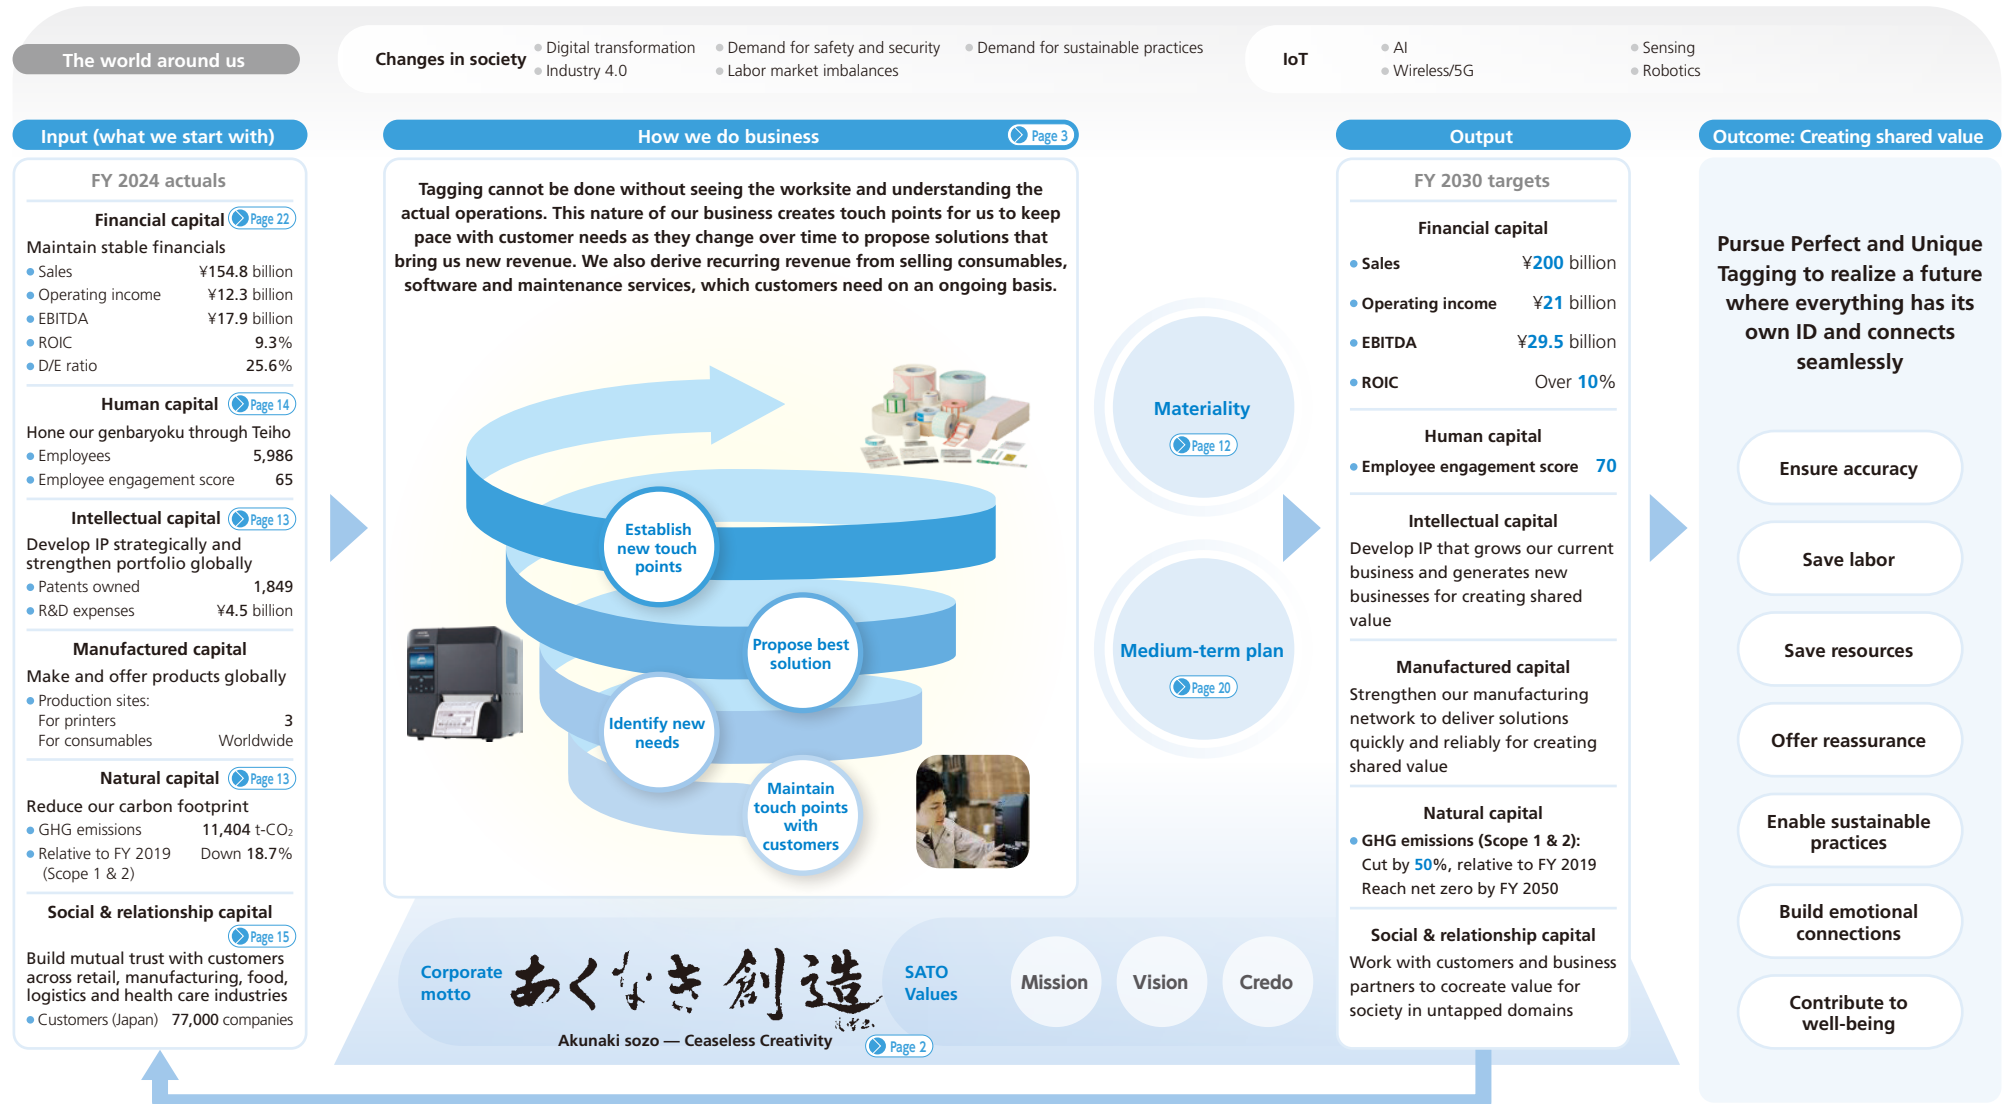 The world around us
Changes in society
Digital transformation
Industry 4.0
Demand for safety and security
Labor market imbalances
Demand for sustainable practices
IoT
AI
Wireless/5G
Sensing
Robotics
Input (what we start with)
FY 2024 actuals
Financial capital Page 22
Maintain stable financials
Sales ¥154.8 billion
Operating income ¥12.3 billion
EBITDA ¥17.9 billion
ROIC 9.3%
D/E ratio 25.6%
Human capital Page 14
Hone our genbaryoku through Teiho
Employees 5,986
Employee engagement score 65
Intellectual capital Page 13
Develop IP strategically and
strengthen portfolio globally
Patents owned 1,849
R&D expenses ¥4.5 billion
Manufactured capital
Make and offer products globally
Production sites:
For printers 3
For consumables Worldwide
Natural capital Page 13
Reduce our carbon footprint
GHG emissions 11,404 t-CO₂
Relative to FY 2019 Down 18.7%
(Scope 1 & 2)
Social & relationship capital
Page 15
Build mutual trust with customers
across retail, manufacturing, food,
logistics and health care industries
Customers (Japan) 77,000 companies
How we do business Page 3
Tagging cannot be done without seeing the worksite and understanding the
actual operations. This nature of our business creates touch points for us to keep
pace with customer needs as they change over time to propose solutions that
bring us new revenue. We also derive recurring revenue from selling consumables,
software and maintenance services, which customers need on an ongoing basis.
Establish
new touch
points
Propose best
solution
Identify new
needs
Maintain
touch points
with
customers
Materiality
Page 12
Medium-term plan
Page 20
Corporate
motto
あくなき創造
Akunaki sozo — Ceaseless Creativity
SATO
Values
Page 2
Mission
Vision
Credo
Output
FY 2030 targets
Financial capital
Sales ¥200 billion
Operating income ¥21 billion
EBITDA ¥29.5 billion
ROIC Over 10%
Human capital
Employee engagement score 70
Intellectual capital
Develop IP that grows our current
business and generates new
businesses for creating shared
value
Manufactured capital
Strengthen our manufacturing
network to deliver solutions
quickly and reliably for creating
shared value
Natural capital
GHG emissions (Scope 1 & 2):
Cut by 50%, relative to FY 2019
Reach net zero by FY 2050
Social & relationship capital
Work with customers and business
partners to cocreate value for
society in untapped domains
Outcome: Creating shared value
Pursue Perfect and Unique
Tagging to realize a future
where everything has its
own ID and connects
seamlessly
Ensure accuracy
Save labor
Save resources
Offer reassurance
Enable sustainable
practices
Build emotional
connections
Contribute to
well-being